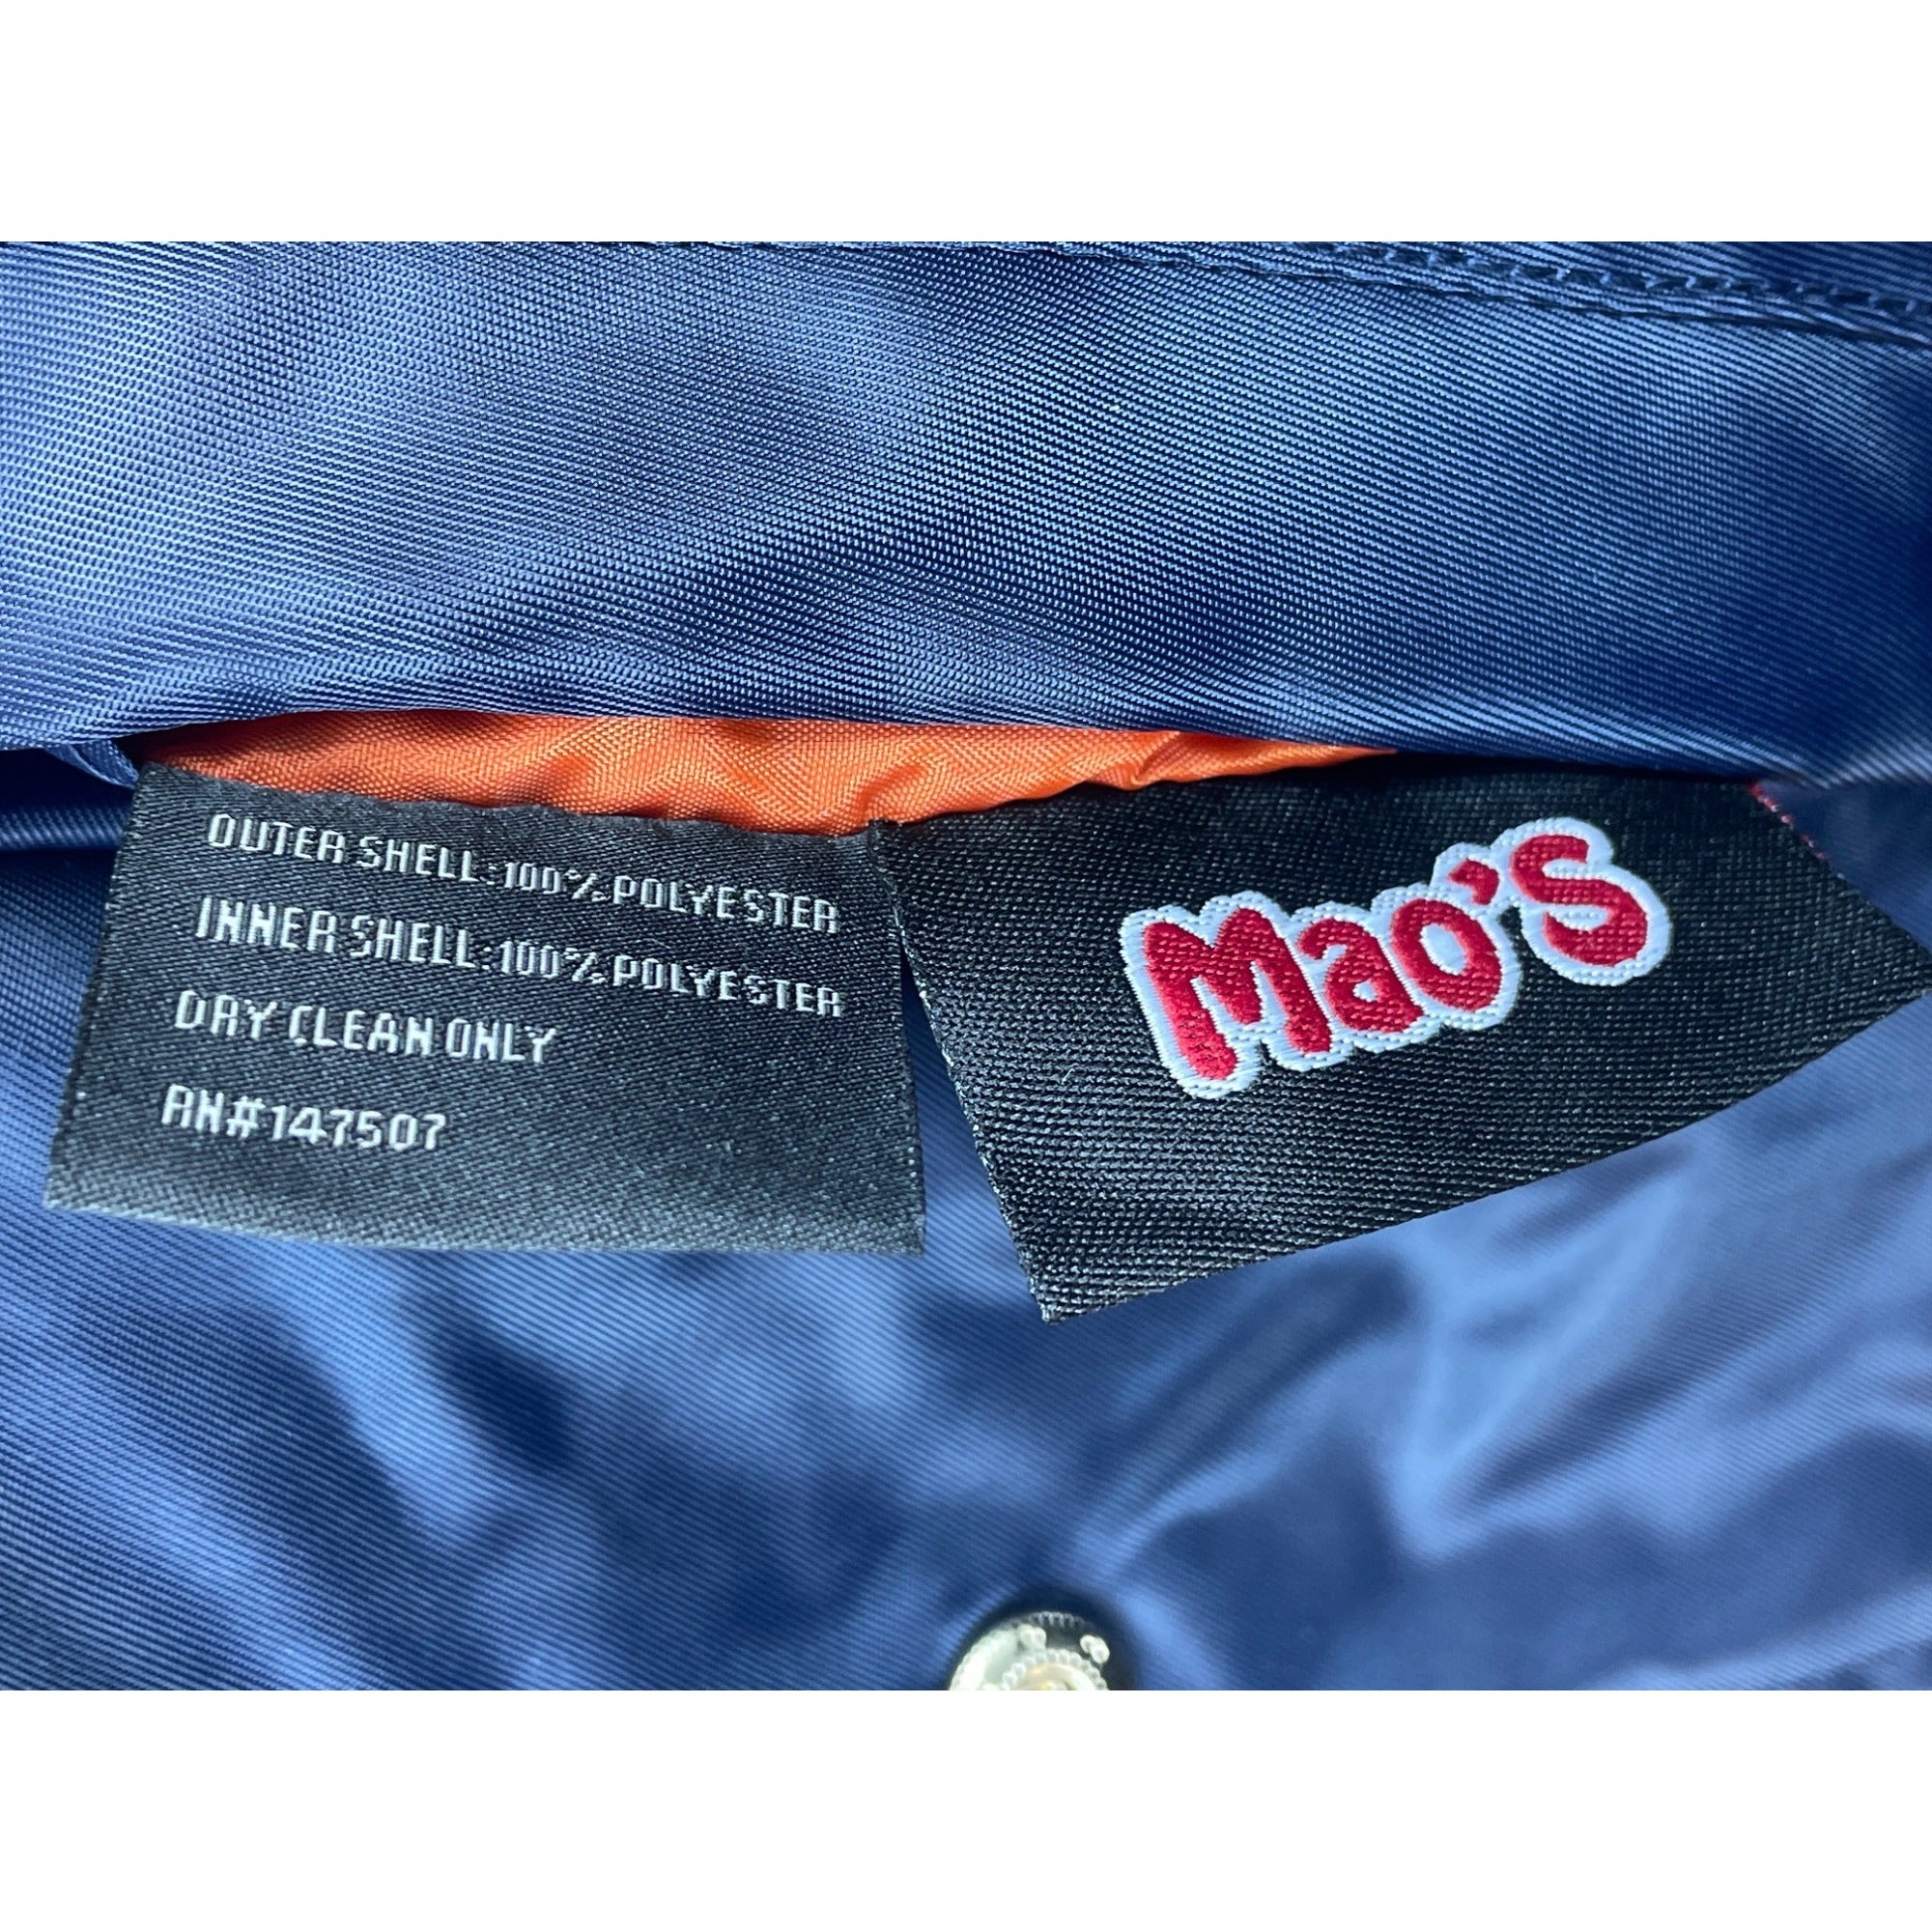 OUTER SHELL:100%POLYESTER
INNER SHELL:100%POLYESTER
DRY CLEAN ONLY
RN#147507
Mao's